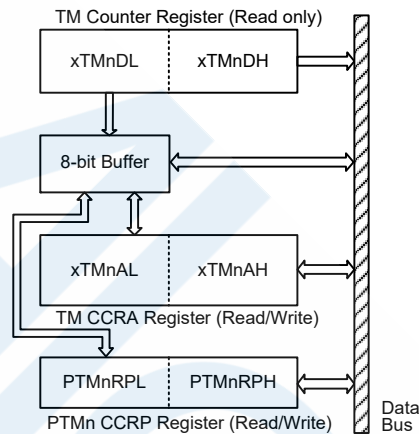 TM Counter Register (Read only)
xTMnDL xTMnDH
8-bit Buffer
xTMnAL xTMnAH
TM CCRA Register (Read/Write)
PTMnRPL PTMnRPH
PTMn CCRP Register (Read/Write)
Data
Bus